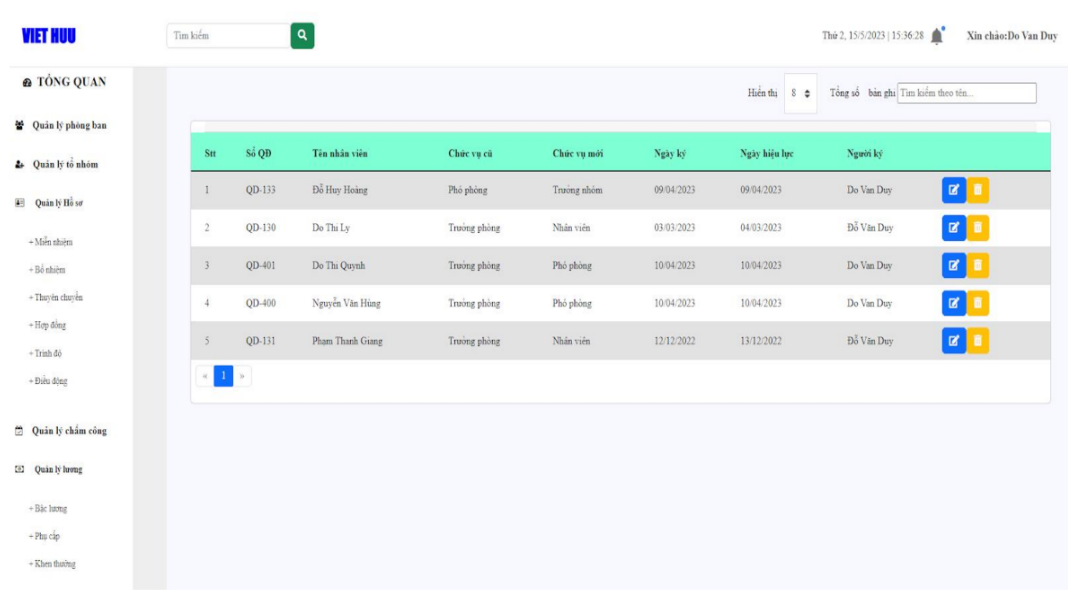 VIET HUU
Tìm kiếm
Thứ 2, 15/5/2023 | 15:36:28
Xin chào:Do Van Duy
TỔNG QUAN
Quản lý phòng ban
Quản lý tổ nhóm
Quản lý Hồ sơ
+ Miễn nhiệm
+ Bổ nhiệm
+ Thuyên chuyển
+ Hợp đồng
+ Trình độ
+ Điều động
Quản lý chấm công
Quản lý lương
+ Bậc lương
+ Phụ cấp
+ Khen thưởng
Hiển thị 8 Tổng số bản ghi Tìm kiếm theo tên...
Stt Số QĐ Tên nhân viên Chức vụ cũ Chức vụ mới Ngày ký Ngày hiệu lực Người ký
1 QD-133 Đỗ Huy Hoàng Phó phòng Trưởng nhóm 09/04/2023 09/04/2023 Do Van Duy
2 QD-130 Do Thi Ly Trưởng phòng Nhân viên 03/03/2023 04/03/2023 Đỗ Văn Duy
3 QD-401 Do Thi Quynh Trưởng phòng Phó phòng 10/04/2023 10/04/2023 Do Van Duy
4 QD-400 Nguyễn Văn Hùng Trưởng phòng Phó phòng 10/04/2023 10/04/2023 Do Van Duy
5 QD-131 Phạm Thanh Giang Trưởng phòng Nhân viên 12/12/2022 13/12/2022 Đỗ Văn Duy
« 1 »